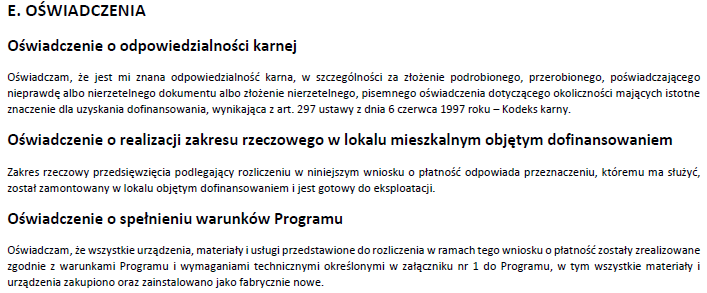 E. OŚWIADCZENIA
Oświadczenie o odpowiedzialności karnej
Oświadczam, że jest mi znana odpowiedzialność karna, w szczególności za złożenie podrobionego, przerobionego, poświadczającego
nieprawdę albo nierzetelnego dokumentu albo złożenie nierzetelnego, pisemnego oświadczenia dotyczącego okoliczności mających istotne
znaczenie dla uzyskania dofinansowania, wynikająca z art. 297 ustawy z dnia 6 czerwca 1997 roku – Kodeks karny.
Oświadczenie o realizacji zakresu rzeczowego w lokalu mieszkalnym objętym dofinansowaniem
Zakres rzeczowy przedsięwzięcia podlegający rozliczeniu w niniejszym wniosku o płatność odpowiada przeznaczeniu, któremu ma służyć,
został zamontowany w lokalu objętym dofinansowaniem i jest gotowy do eksploatacji.
Oświadczenie o spełnieniu warunków Programu
Oświadczam, że wszystkie urządzenia, materiały i usługi przedstawione do rozliczenia w ramach tego wniosku o płatność zostały zrealizowane
zgodnie z warunkami Programu i wymaganiami technicznymi określonymi w załączniku nr 1 do Programu, w tym wszystkie materiały i
urządzenia zakupiono oraz zainstalowano jako fabrycznie nowe.